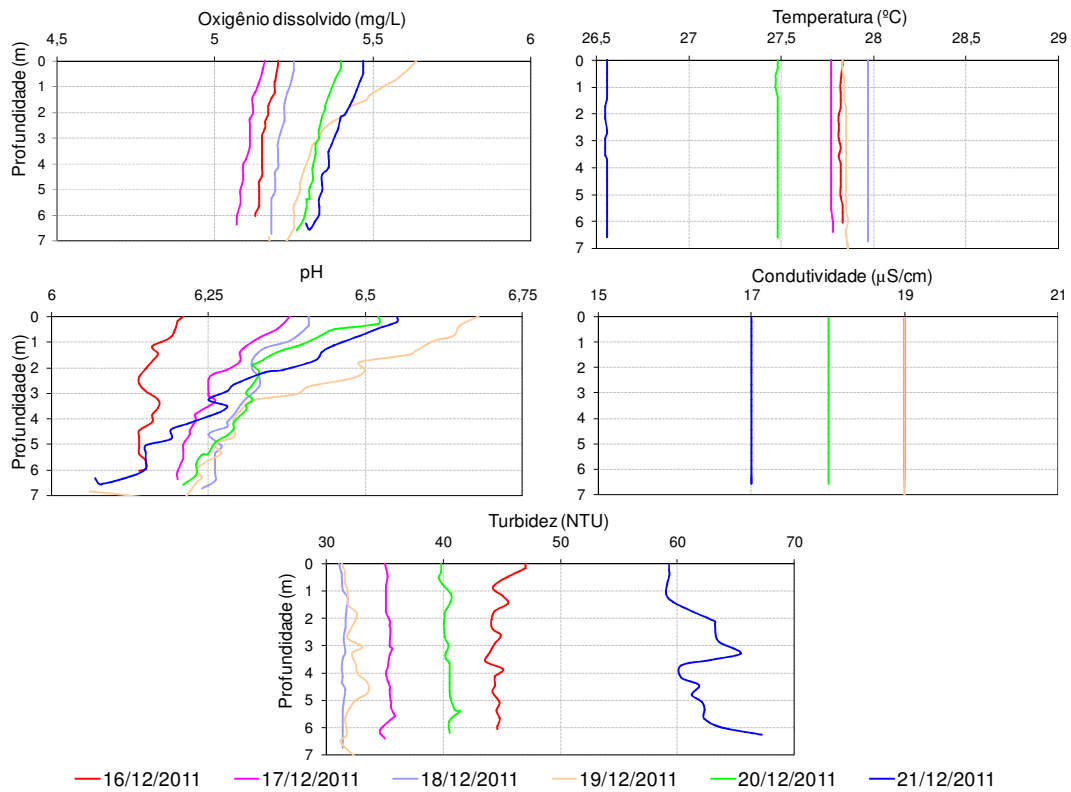 Oxigênio dissolvido (mg/L)
4,5 5 5,5 6
Profundidade (m)
0
1
2
3
4
5
6
7
Temperatura (ºC)
26,5 27 27,5 28 28,5 29
0
1
2
3
4
5
6
7
pH
6 6,25 6,5 6,75
Profundidade (m)
0
1
2
3
4
5
6
7
Condutividade (µS/cm)
15 17 19 21
0
1
2
3
4
5
6
7
Turbidez (NTU)
30 40 50 60 70
Profundidade (m)
0
1
2
3
4
5
6
7
16/12/2011 17/12/2011 18/12/2011 19/12/2011 20/12/2011 21/12/2011